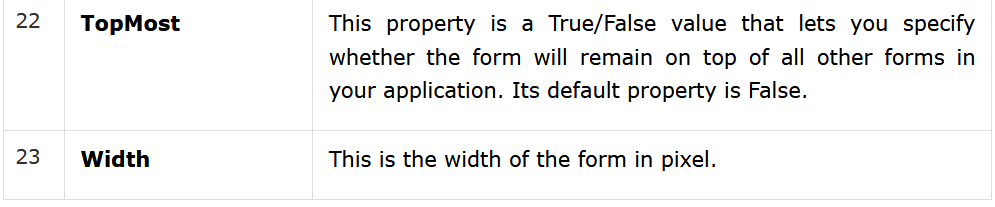 22 TopMost This property is a True/False value that lets you specify
whether the form will remain on top of all other forms in
your application. Its default property is False.
23 Width This is the width of the form in pixel.